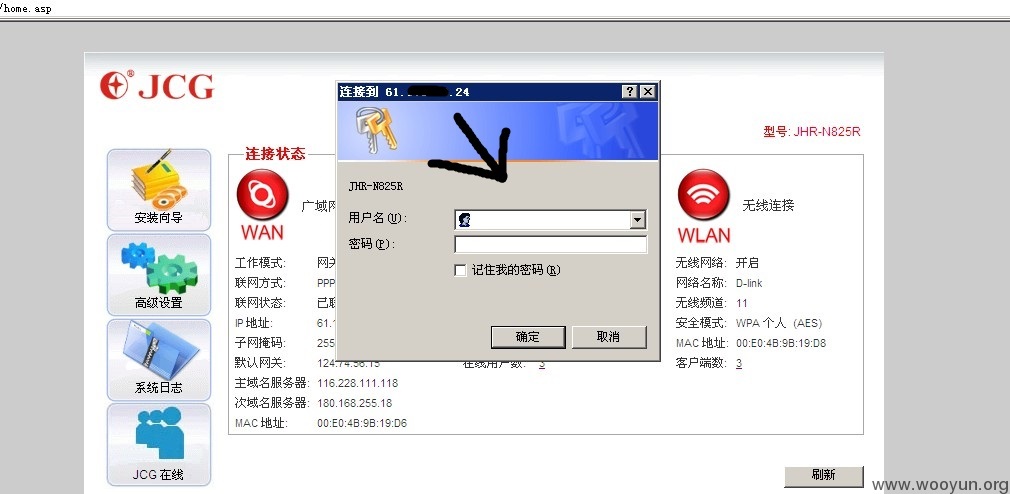 /home.asp
JCG
连接到 61. .24
型号: JHR-N825R
连接状态
JHR-N825R
用户名(U):
密码(P):
记住我的密码(R)
确定
取消
安装向导
高级设置
系统日志
JCG 在线
广域网
WAN
工作模式: 网关
联网方式: PPP
联网状态: 已联
IP 地址: 61.1
子网掩码: 255
默认网关: 124.74.56.15
主域名服务器: 116.228.111.118
次域名服务器: 180.168.255.18
MAC 地址: 00:E0:4B:9B:19:D6
在线用户数: 3
无线连接
WLAN
无线网络: 开启
网络名称: D-link
无线频道: 11
安全模式: WPA 个人 (AES)
MAC 地址: 00:E0:4B:9B:19:D8
客户端数: 3
刷新
www.wooyun.org